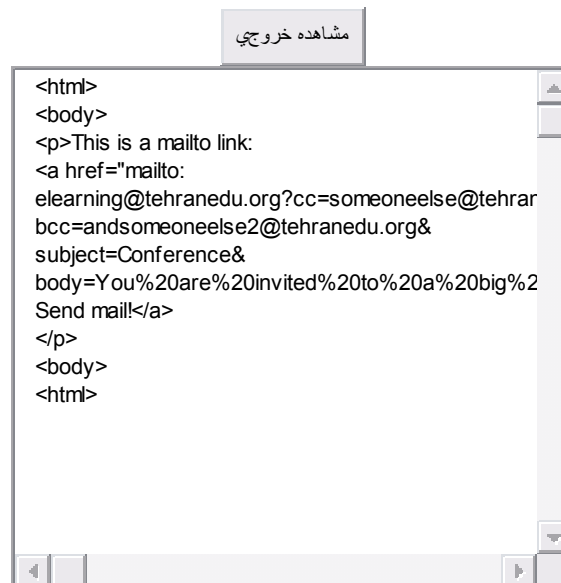 مشاهده خروجي
<html>
<body>
<p>This is a mailto link:
<a href="mailto:
elearning@tehranedu.org?cc=someoneelse@tehran
bcc=andsomeoneelse2@tehranedu.org&
subject=Conference&
body=You%20are%20invited%20to%20a%20big%2
Send mail!</a>
</p>
<body>
<html>